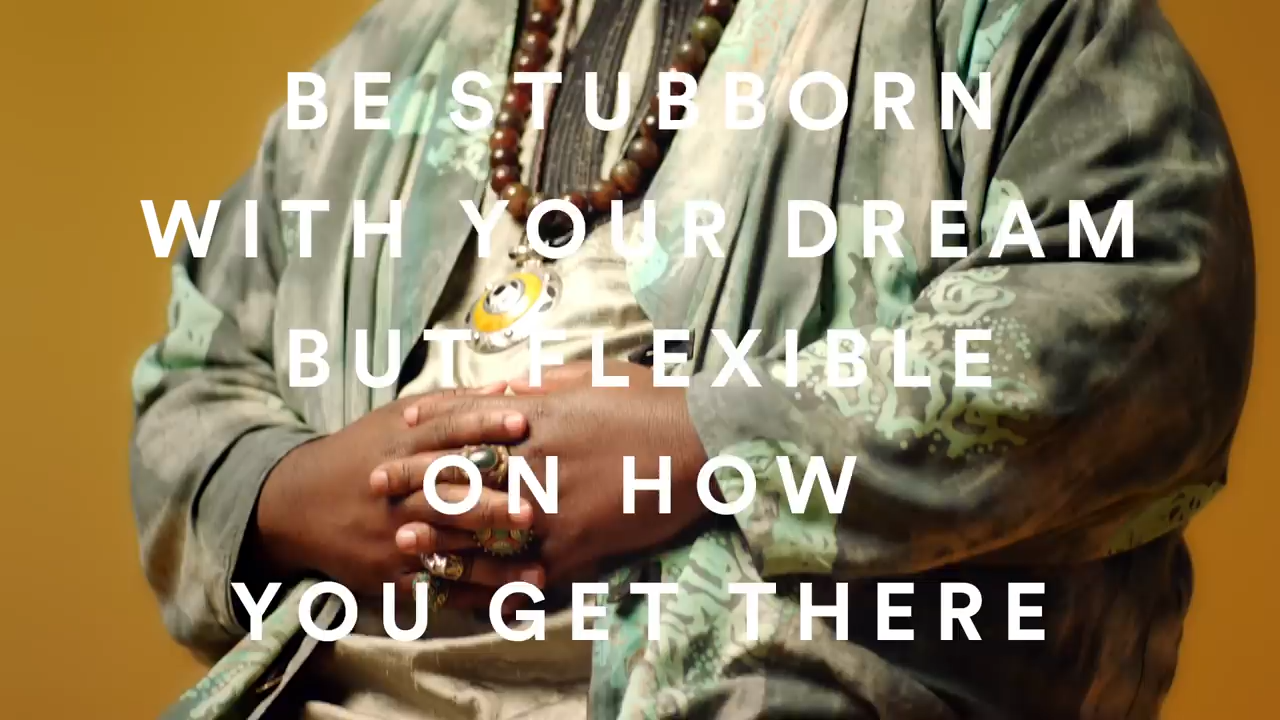 BE STUBBORN
WITH YOUR DREAM
BUT FLEXIBLE
ON HOW
YOU GET THERE